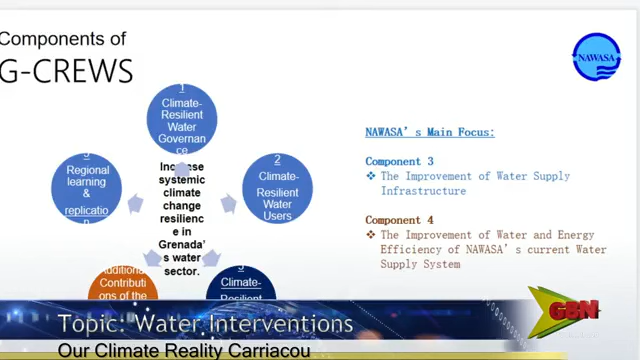 Components of
G-CREWS
NAWASA
NAWASA's Main Focus:
Component 3
❖ The Improvement of Water Supply
Infrastructure
Component 4
❖ The Improvement of Water and Energy
Efficiency of NAWASA's current Water
Supply System
1
Climate-
Resilient
Water
Governan
ce
2
Climate-
Resilient
Water
Users
3
Climate-
Resilient
Additional
Contributi
ons of the
Regional
learning
&
replication
n
Increase
systemic
climate
change
resilienc
e in
Grenada's
water
sector.
GBN
Topic: Water Interventions
Our Climate Reality Carriacou